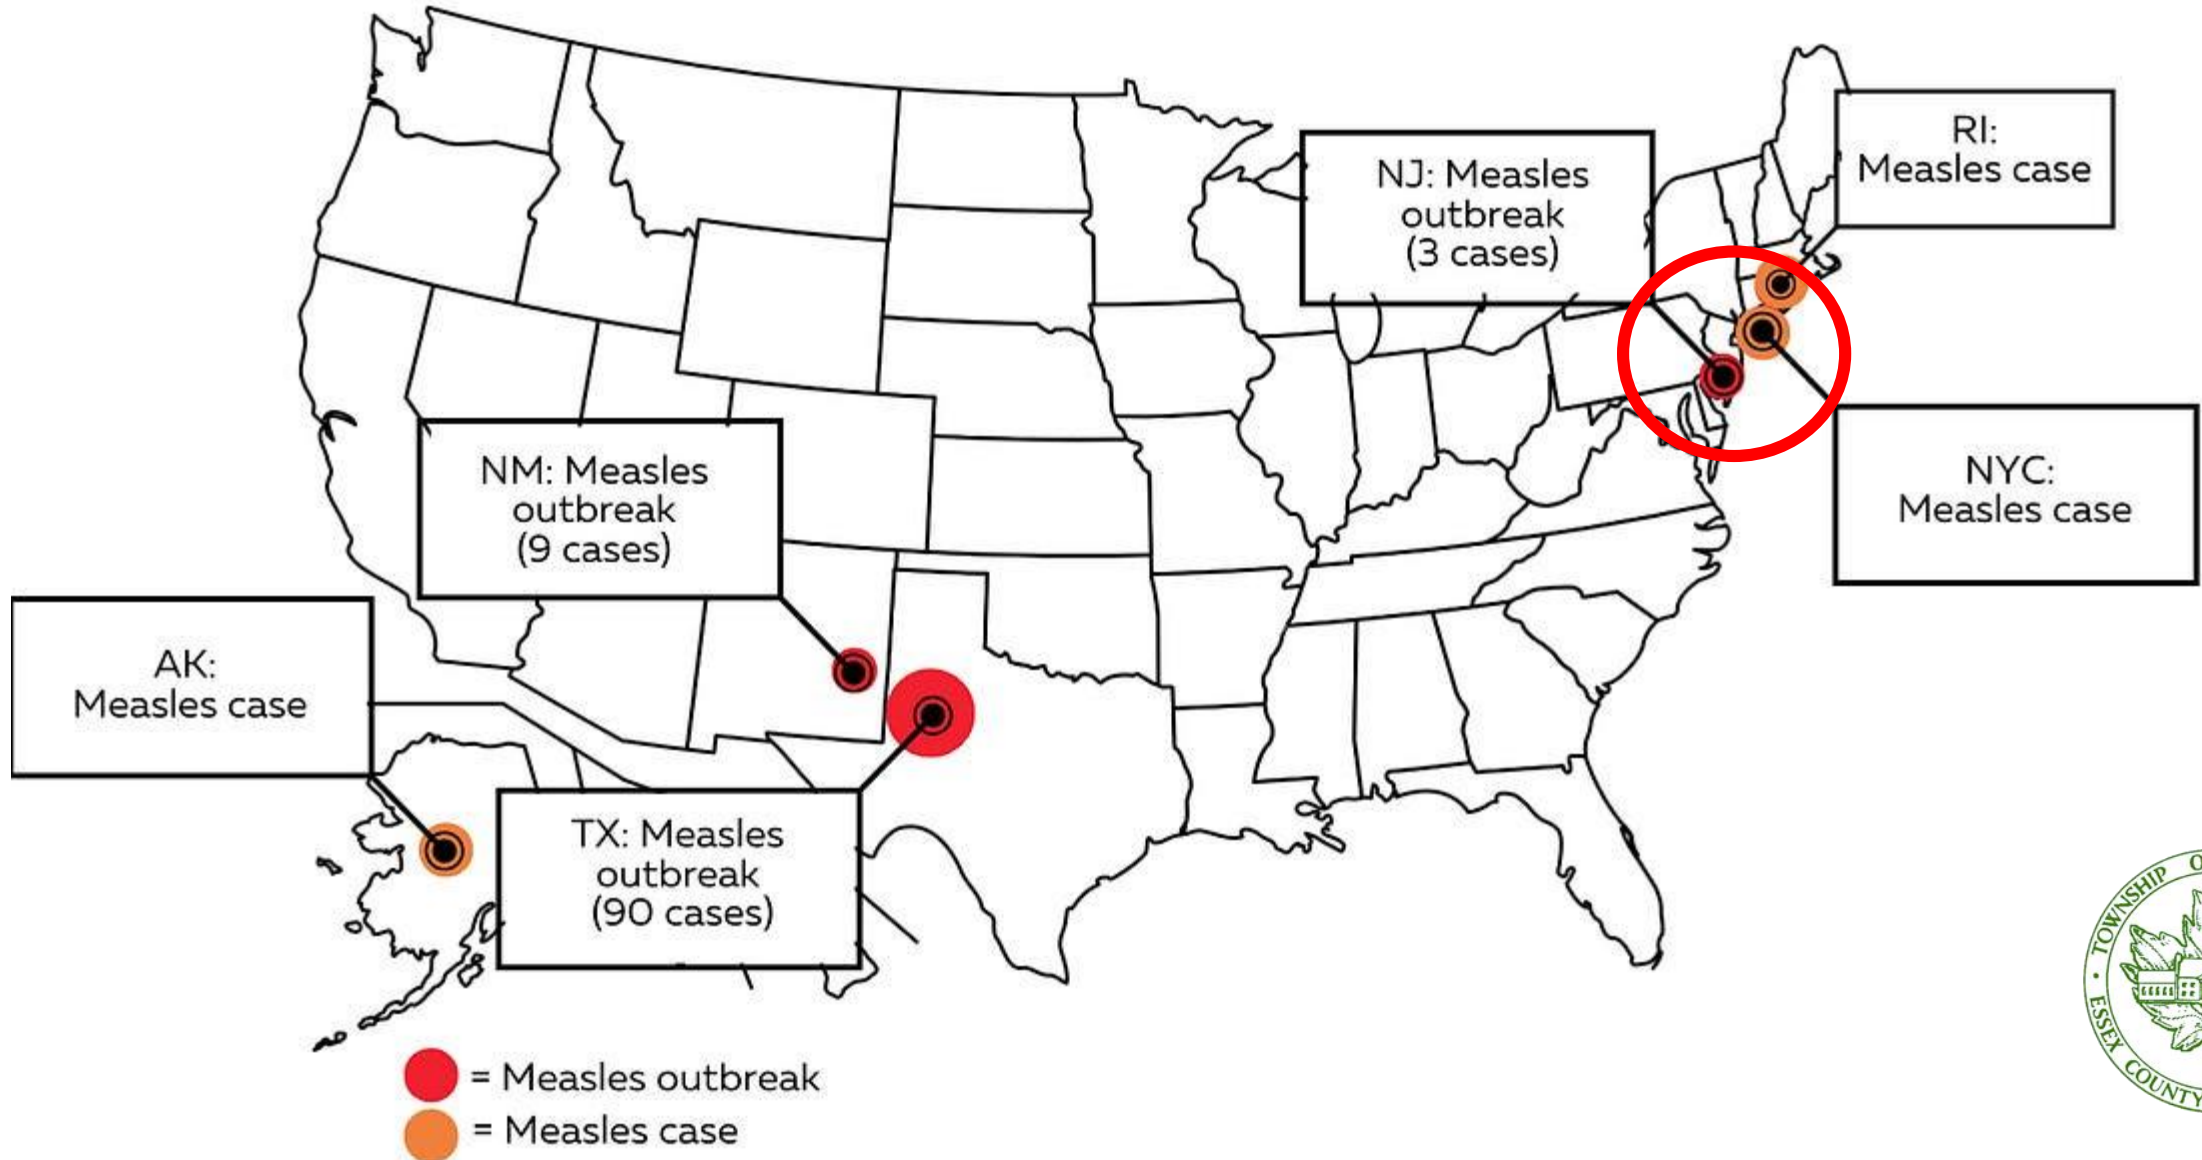 RI:
Measles case
NJ: Measles
outbreak
(3 cases)
NYC:
Measles case
NM: Measles
outbreak
(9 cases)
AK:
Measles case
TX: Measles
outbreak
(90 cases)
= Measles outbreak
= Measles case
TOWNSHIP
ESSEX COUNTY